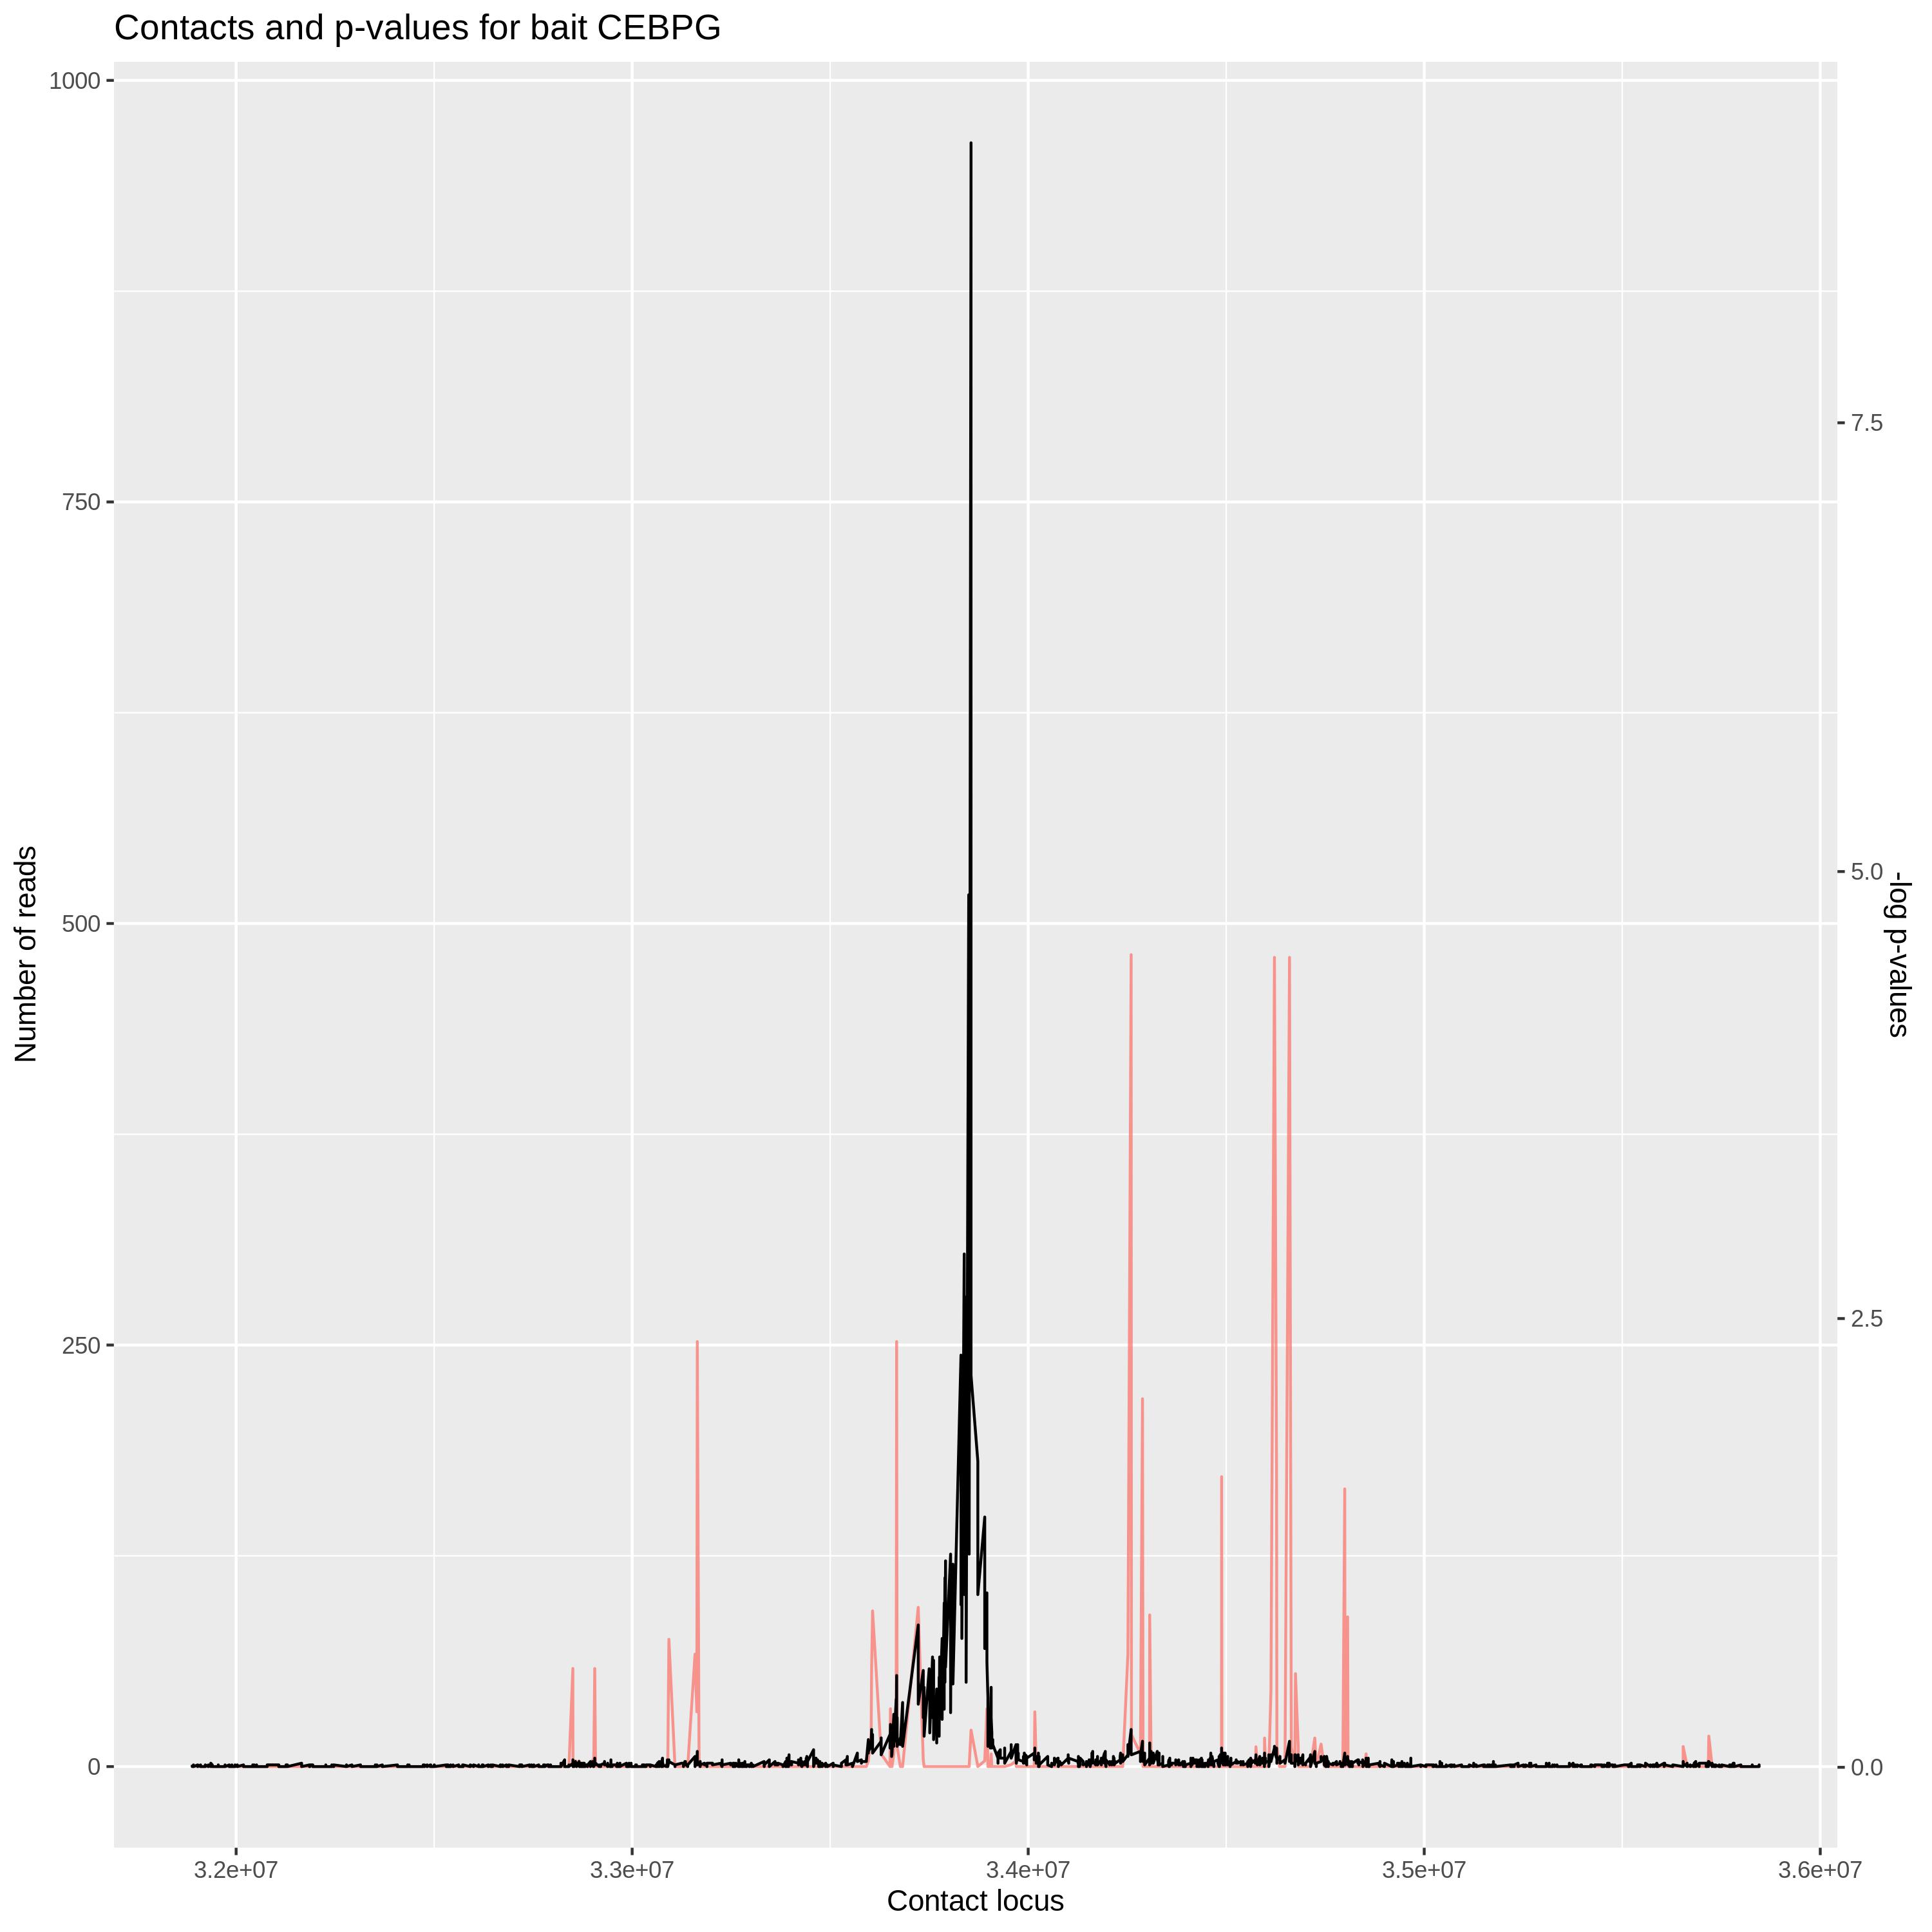 Contacts and p-values for bait CEBPG
1000
750
500
250
0
Number of reads
7.5
5.0
2.5
0.0
-log p-values
3.2e+07
3.3e+07
3.4e+07
3.5e+07
3.6e+07
Contact locus